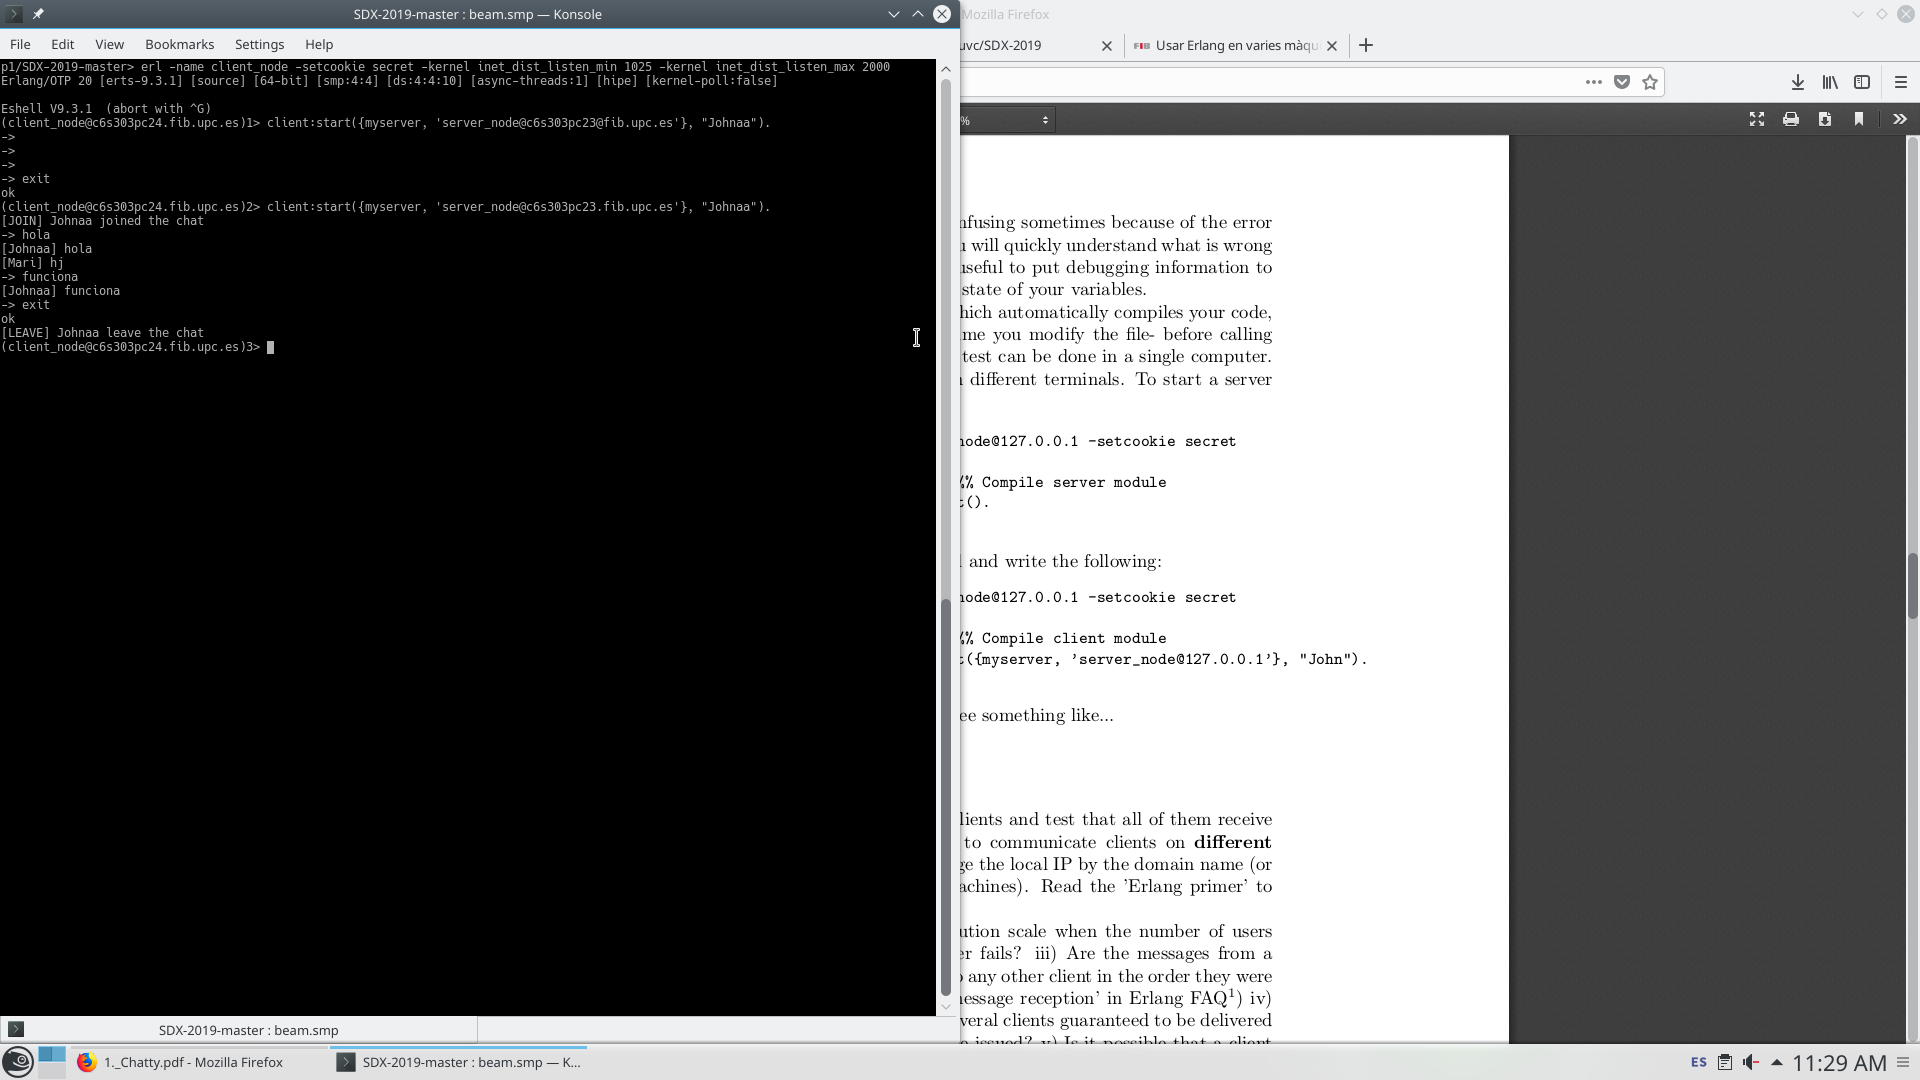 SDX-2019-master : beam.smp — Konsole
File Edit View Bookmarks Settings Help
p1/SDX-2019-master> erl -name client_node -setcookie secret -kernel inet_dist_listen_min 1025 -kernel inet_dist_listen_max 2000
Erlang/OTP 20 [erts-9.3.1] [source] [64-bit] [smp:4:4] [ds:4:4:10] [async-threads:1] [hipe] [kernel-poll:false]
Eshell V9.3.1  (abort with ^G)
(client_node@c6s303pc24.fib.upc.es)1> client:start({myserver, 'server_node@c6s303pc23@fib.upc.es'}, "Johnaa").
->
->
->
-> exit
ok
(client_node@c6s303pc24.fib.upc.es)2> client:start({myserver, 'server_node@c6s303pc23.fib.upc.es'}, "Johnaa").
[JOIN] Johnaa joined the chat
-> hola
[Johnaa] hola
[Mari] hj
-> funciona
[Johnaa] funciona
-> exit
ok
[LEAVE] Johnaa leave the chat
(client_node@c6s303pc24.fib.upc.es)3>
SDX-2019-master : beam.smp
Mozilla Firefox
uvc/SDX-2019
FIB Usar Erlang en varies màqu
%
nfusing sometimes because of the error
u will quickly understand what is wrong
useful to put debugging information to
state of your variables.
hich automatically compiles your code,
me you modify the file- before calling
test can be done in a single computer.
n different terminals. To start a server
node@127.0.0.1 -setcookie secret
%% Compile server module
t().
l and write the following:
node@127.0.0.1 -setcookie secret
%% Compile client module
t({myserver, ’server_node@127.0.0.1’}, "John").
ee something like...
lients and test that all of them receive
to communicate clients on different
ge the local IP by the domain name (or
achines). Read the ’Erlang primer’ to
ution scale when the number of users
er fails? iii) Are the messages from a
o any other client in the order they were
nessage reception’ in Erlang FAQ1) iv)
veral clients guaranteed to be delivered
e issued? v) Is it possible that a client
1._Chatty.pdf - Mozilla Firefox
SDX-2019-master : beam.smp — K...
ES
11:29 AM